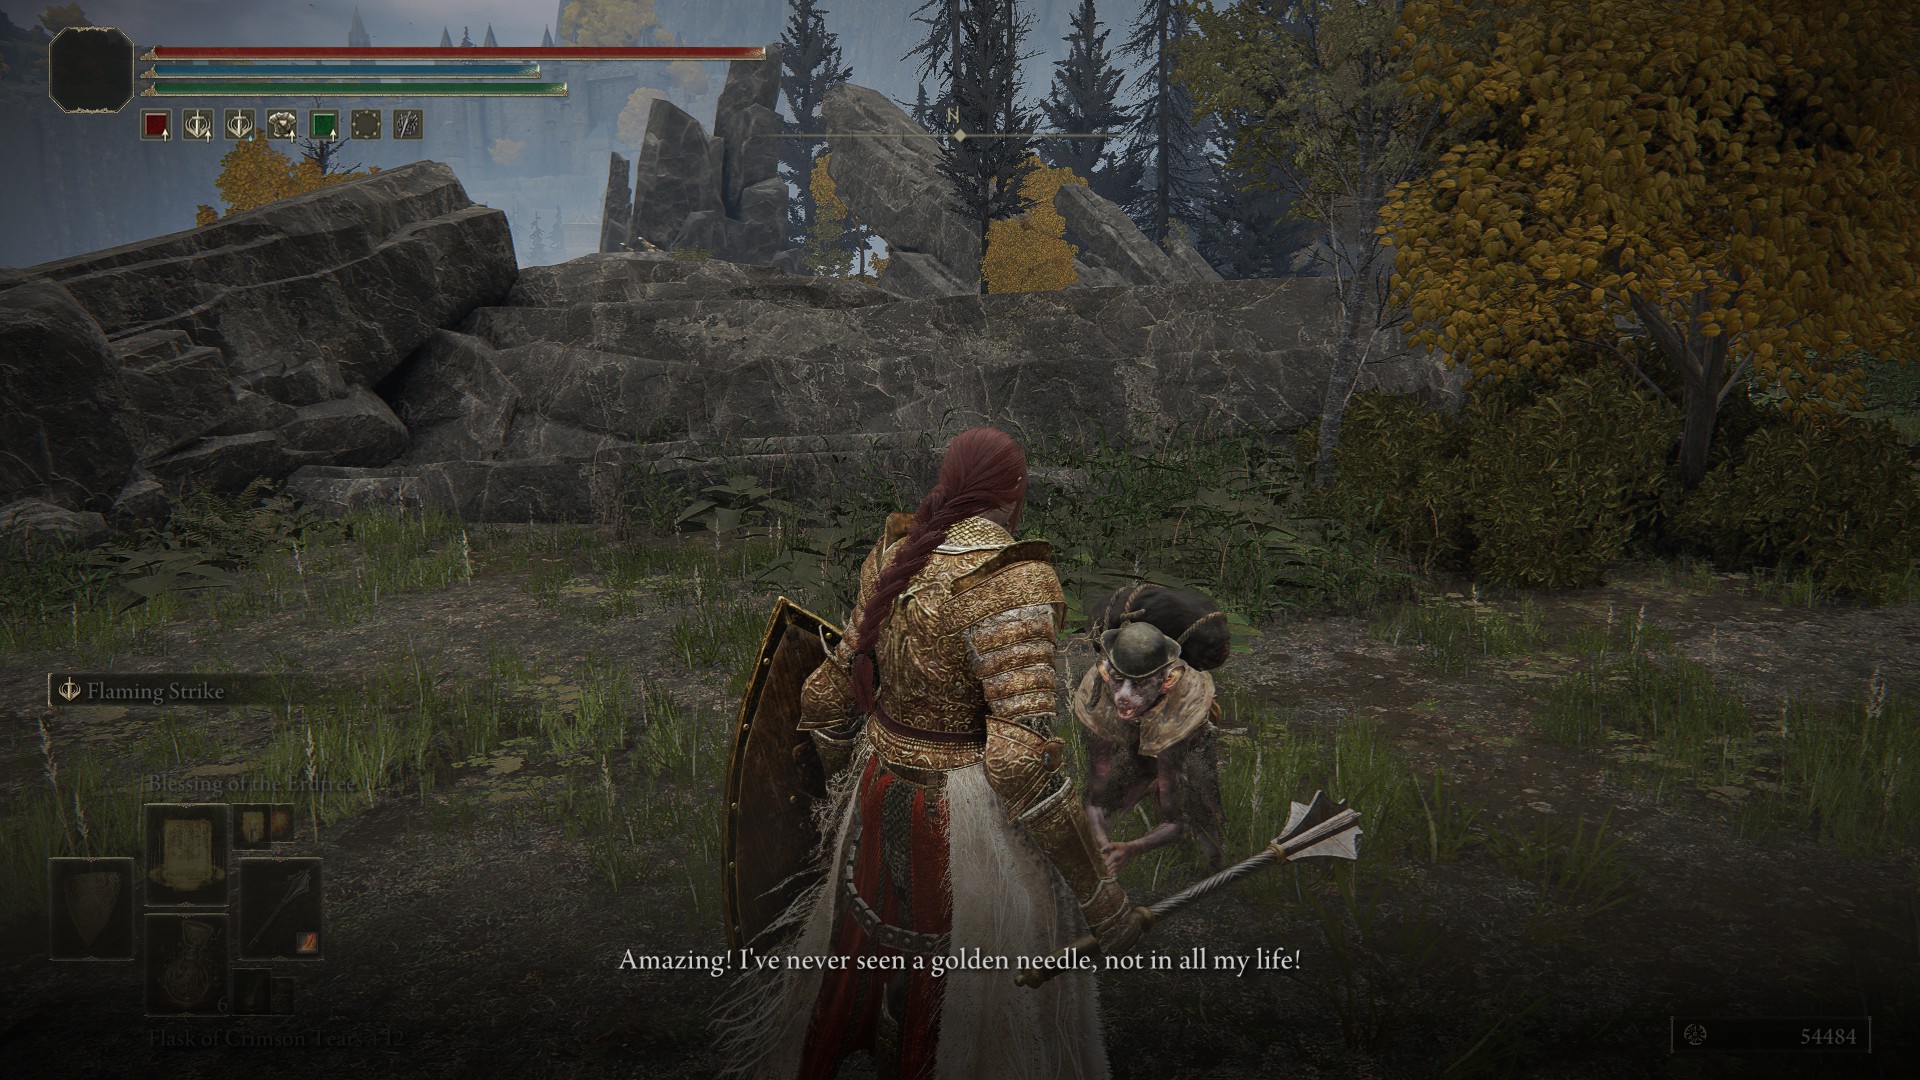 N
Flaming Strike
Blessing of the Erdtree
6
Flask of Crimson Tears +12
Amazing! I've never seen a golden needle, not in all my life!
54484